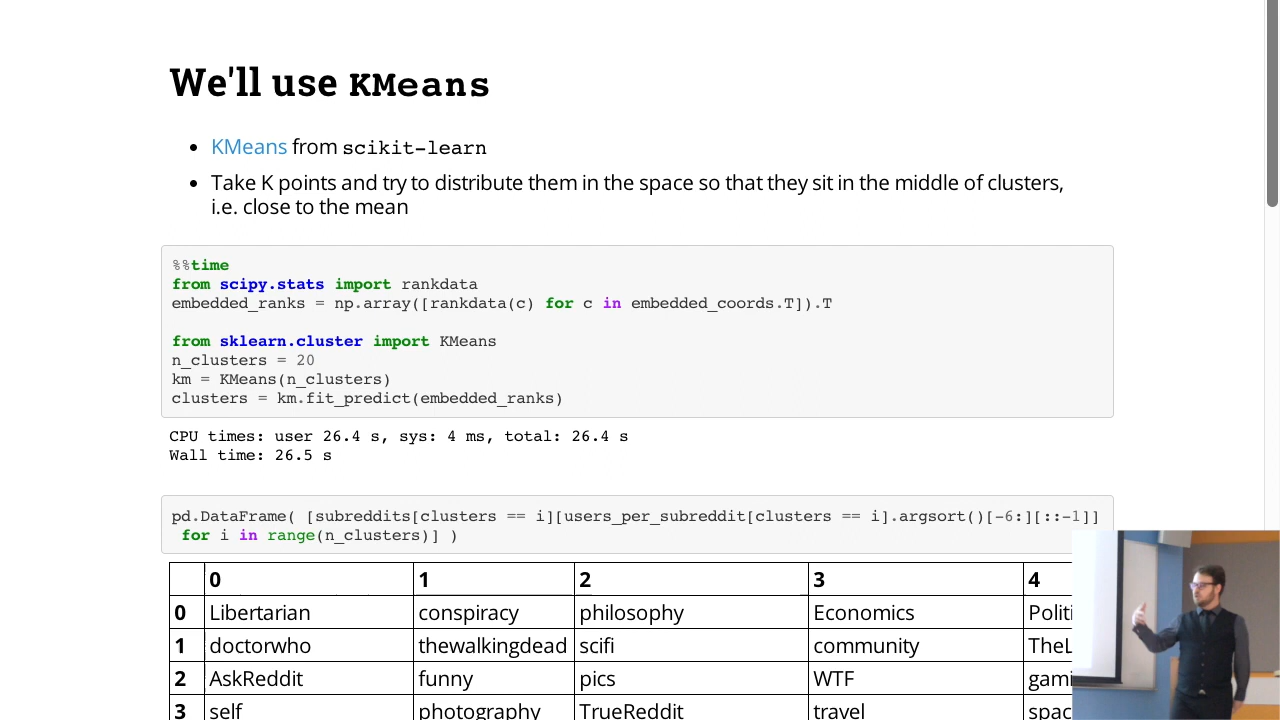 We'll use KMeans
KMeans from scikit-learn
Take K points and try to distribute them in the space so that they sit in the middle of clusters,
i.e. close to the mean
%%time
from scipy.stats import rankdata
embedded_ranks = np.array([rankdata(c) for c in embedded_coords.T]).T
from sklearn.cluster import KMeans
n_clusters = 20
km = KMeans(n_clusters)
clusters = km.fit_predict(embedded_ranks)
CPU times: user 26.4 s, sys: 4 ms, total: 26.4 s
Wall time: 26.5 s
pd.DataFrame( [subreddits[clusters == i][users_per_subreddit[clusters == i].argsort()[-6:][::-1]]
for i in range(n_clusters)] )
0 1 2 3 4
0 Libertarian conspiracy philosophy Economics Politi
1 doctorwho thewalkingdead scifi community TheL
2 AskReddit funny pics WTF gami
3 self photography TrueReddit travel spac